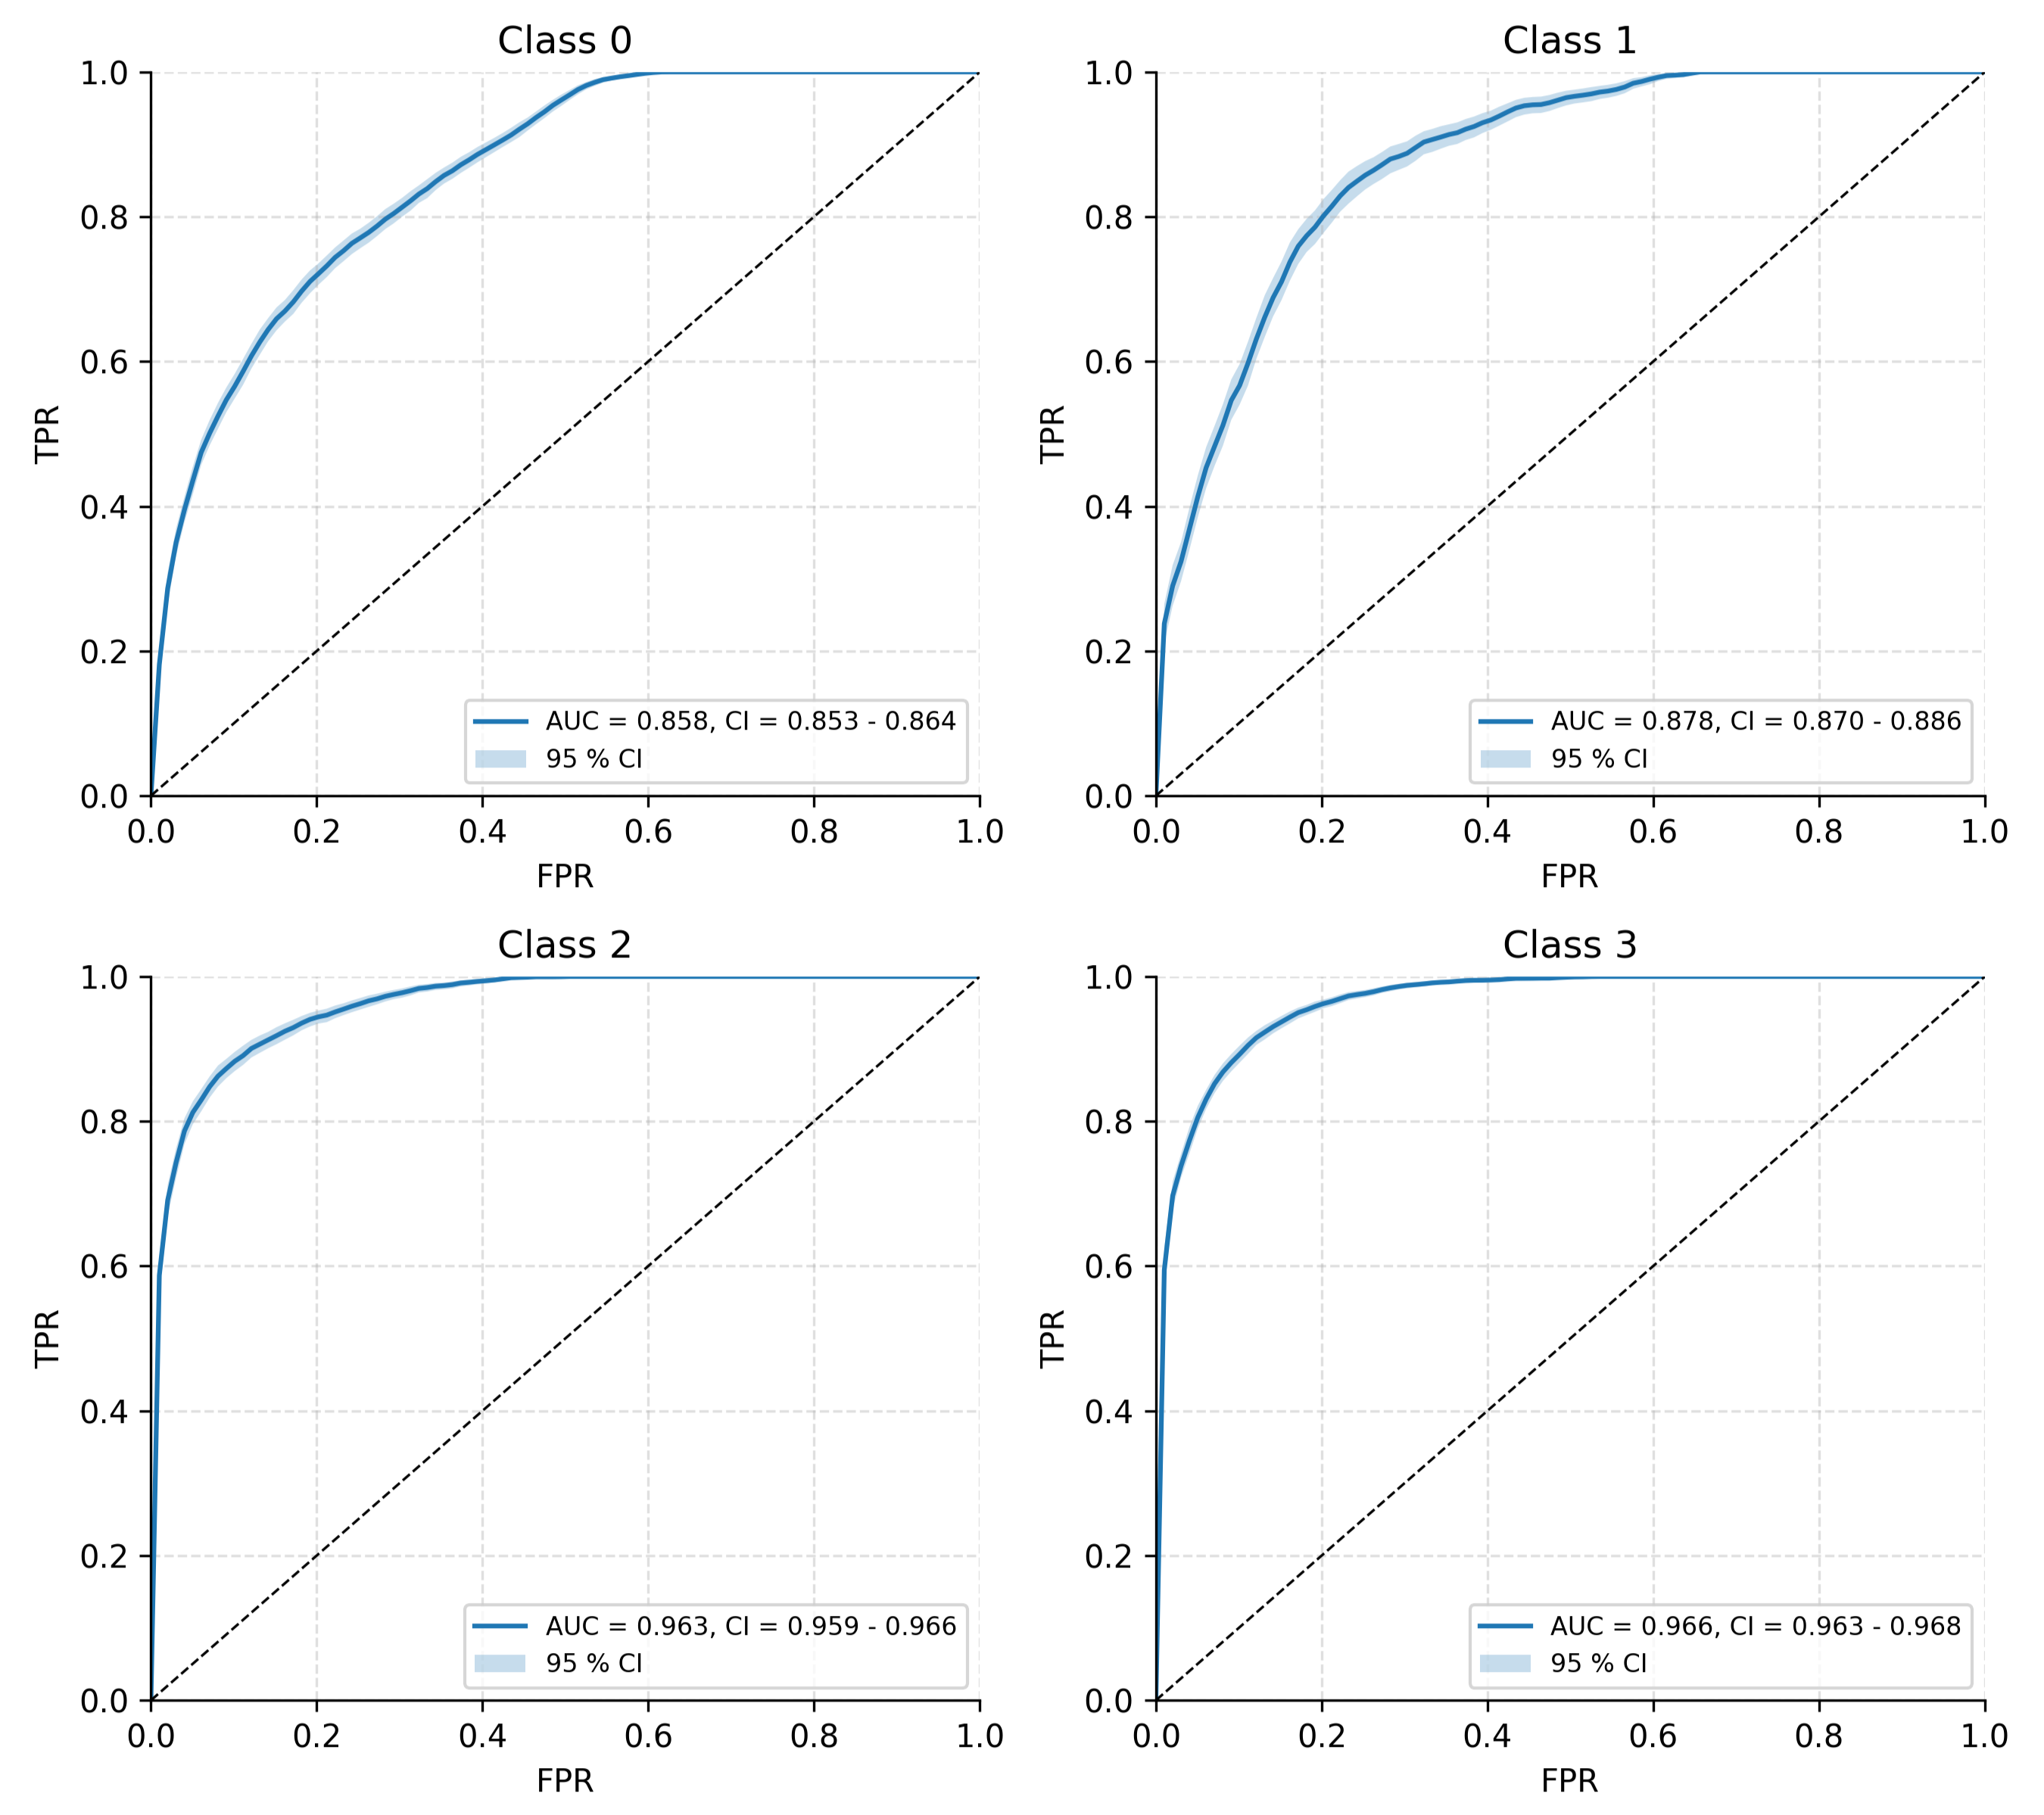 Class 0
1.0
0.8
0.6
0.4
0.2
0.0
TPR
AUC = 0.858, CI = 0.853 - 0.864
95 % CI
0.0 0.2 0.4 0.6 0.8 1.0
FPR
Class 1
1.0
0.8
0.6
0.4
0.2
0.0
TPR
AUC = 0.878, CI = 0.870 - 0.886
95 % CI
0.0 0.2 0.4 0.6 0.8 1.0
FPR
Class 2
1.0
0.8
0.6
0.4
0.2
0.0
TPR
AUC = 0.963, CI = 0.959 - 0.966
95 % CI
0.0 0.2 0.4 0.6 0.8 1.0
FPR
Class 3
1.0
0.8
0.6
0.4
0.2
0.0
TPR
AUC = 0.966, CI = 0.963 - 0.968
95 % CI
0.0 0.2 0.4 0.6 0.8 1.0
FPR